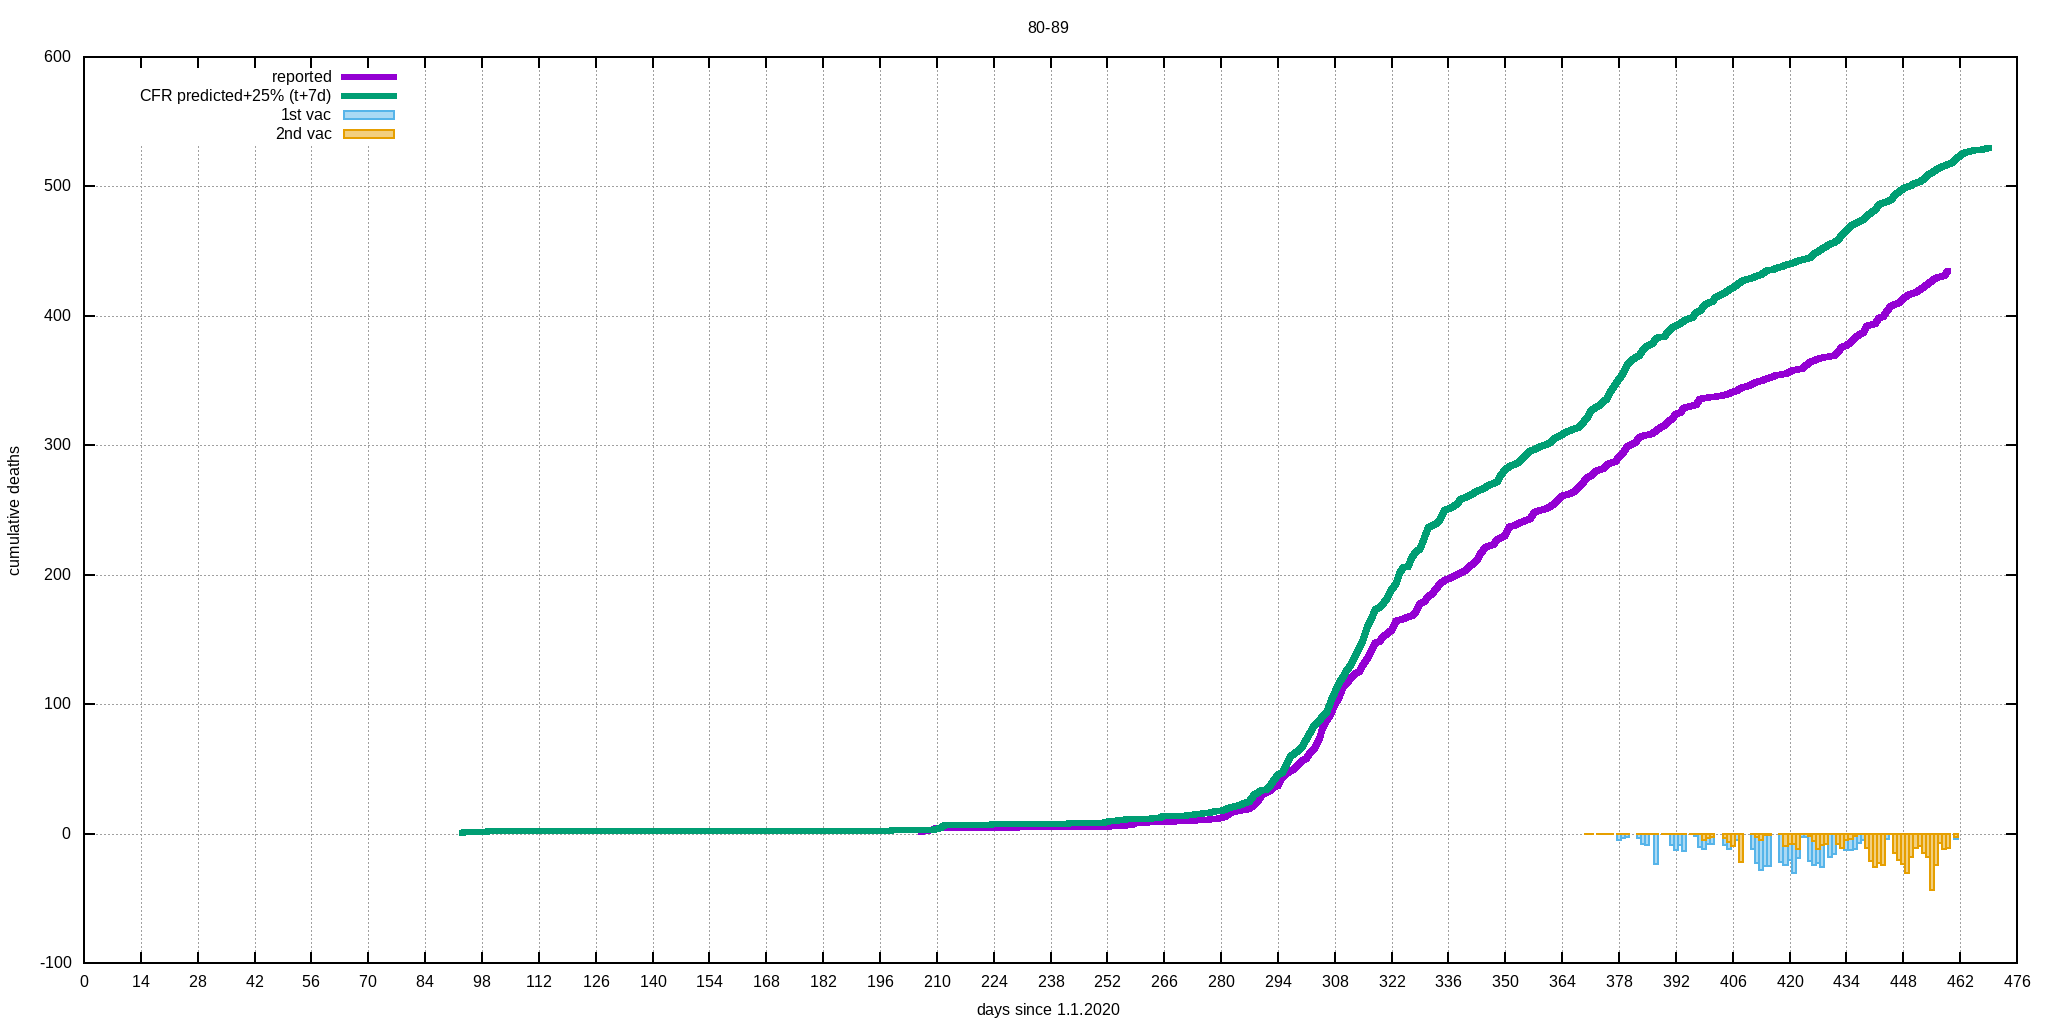 80-89
600
500
400
300
200
100
0
-100
cumulative deaths
reported
CFR predicted+25% (t+7d)
1st vac
2nd vac
0 14 28 42 56 70 84 98 112 126 140 154 168 182 196 210 224 238 252 266 280 294 308 322 336 350 364 378 392 406 420 434 448 462 476
days since 1.1.2020